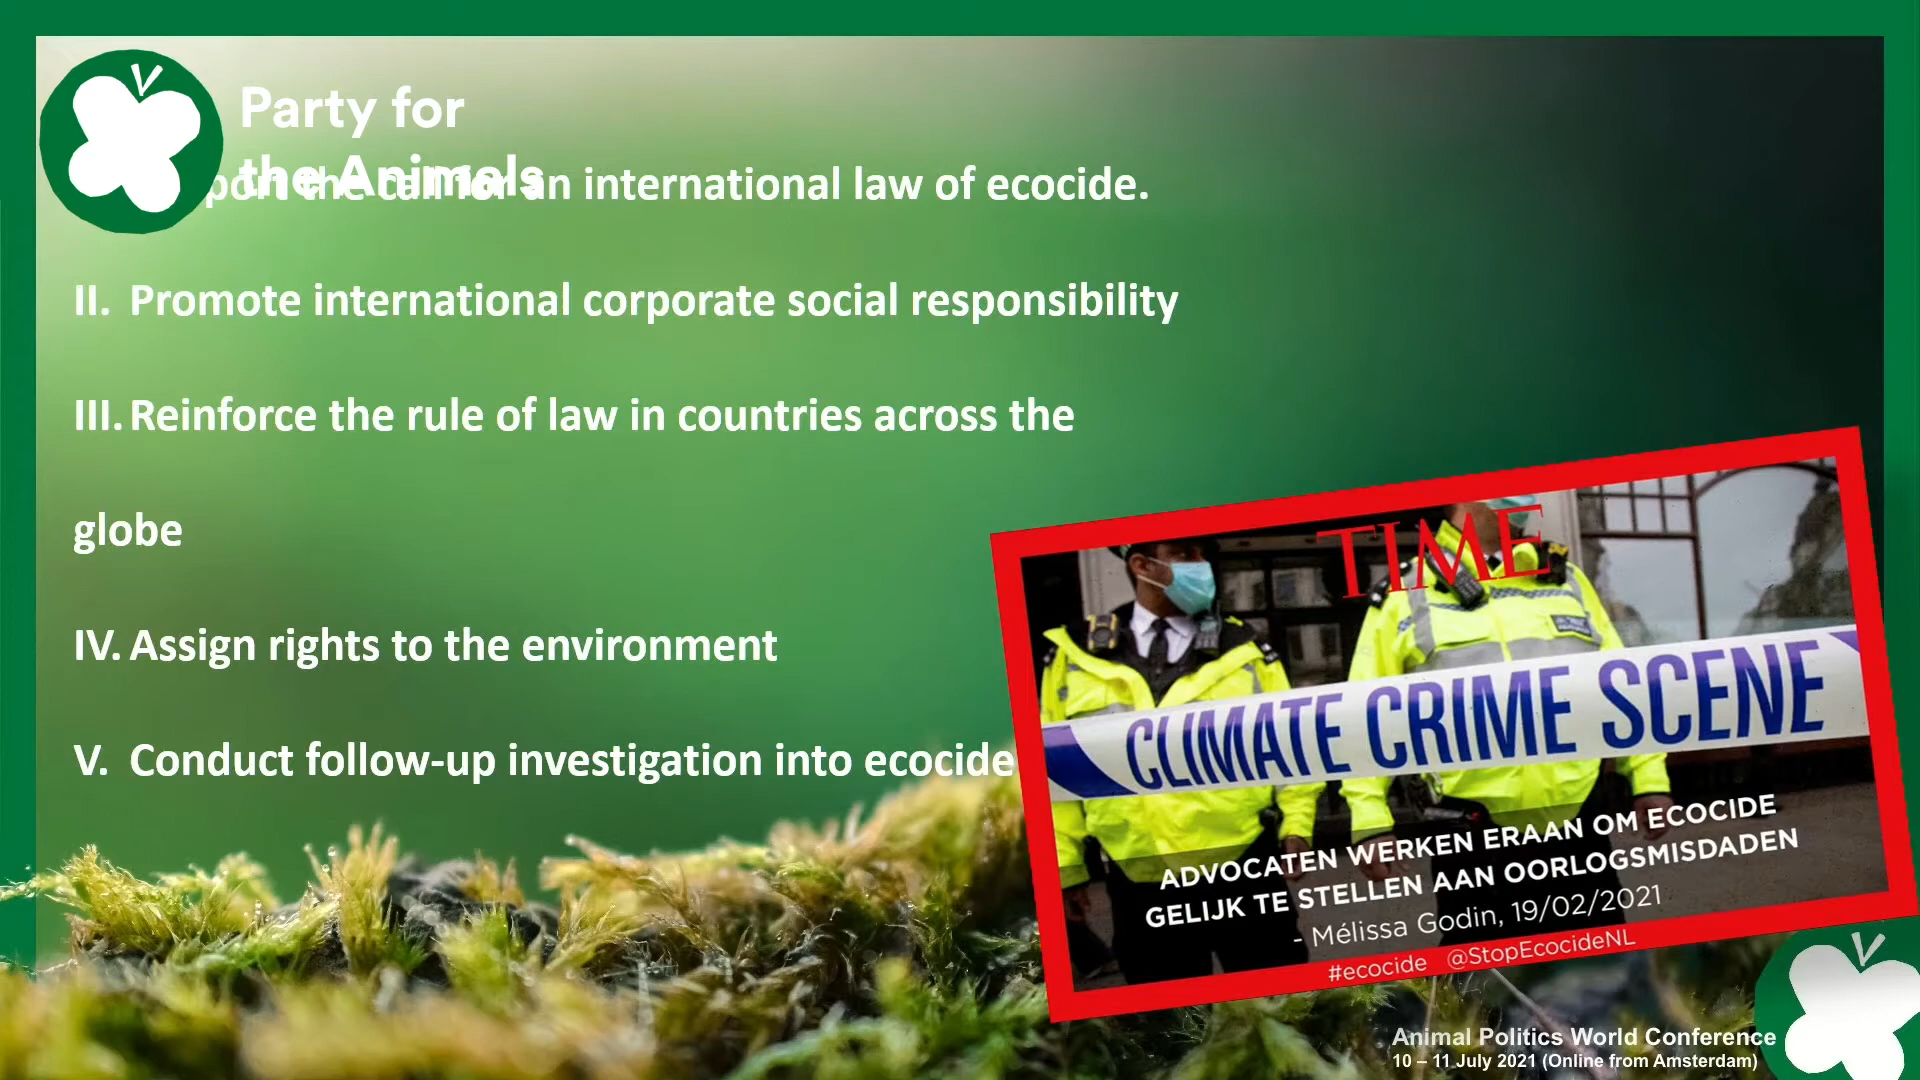 Party for
the Animals
the call for an international law of ecocide.
II. Promote international corporate social responsibility
III. Reinforce the rule of law in countries across the
globe
IV. Assign rights to the environment
V. Conduct follow-up investigation into ecocide
TIME
CLIMATE CRIME SCENE
ADVOCATEN WERKEN ERAAN OM ECOCIDE
GELIJK TE STELLEN AAN OORLOGSMISDADEN
- Mélissa Godin, 19/02/2021
#ecocide @StopEcocideNL
Animal Politics World Conference
10 – 11 July 2021 (Online from Amsterdam)